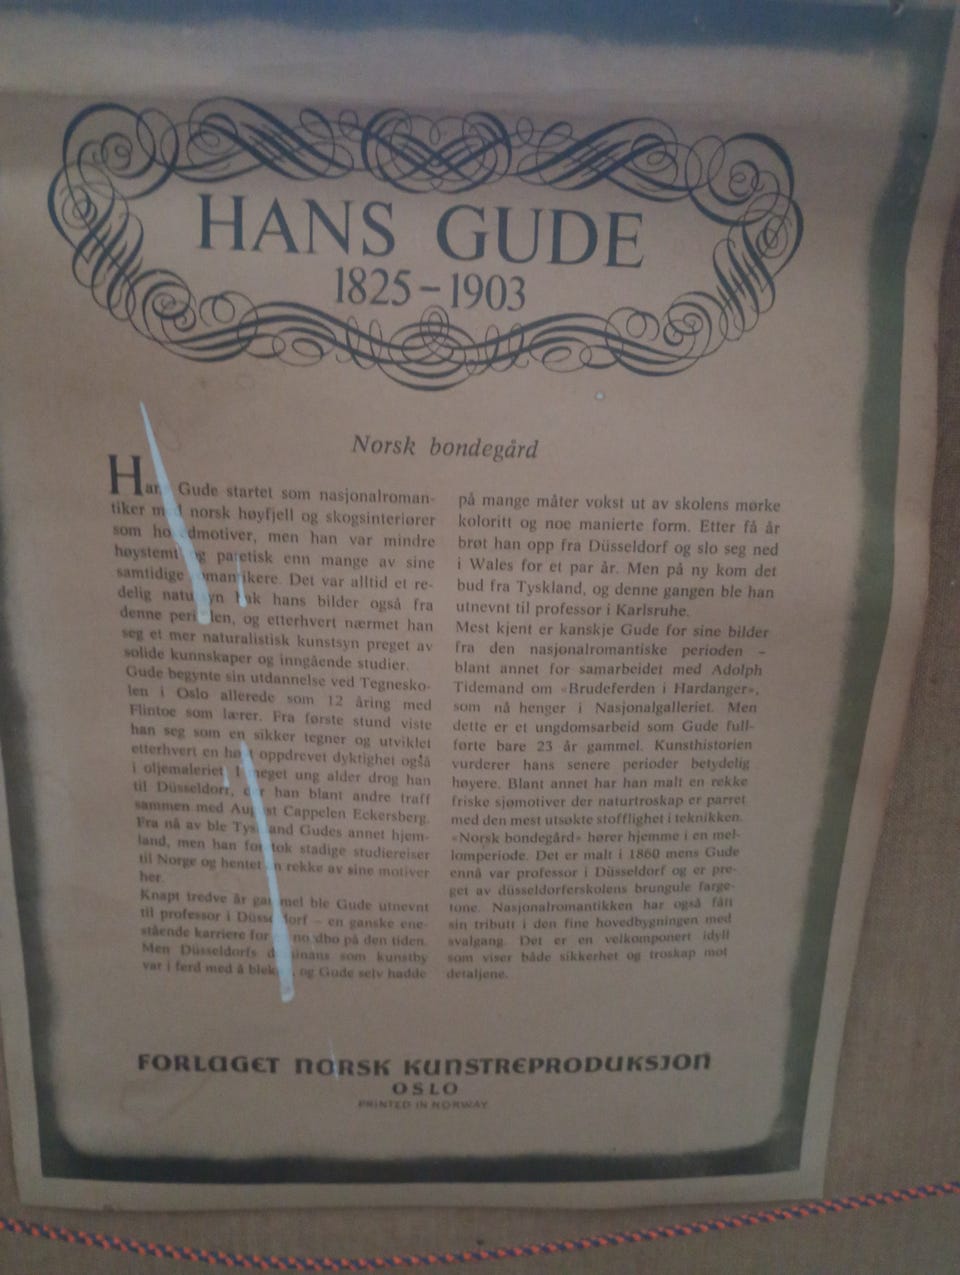 HANS GUDE
1825-1903
Norsk bondegård
Gude startet som nasjonalroman-
tiker norsk høyfjell og skogsinteriører
som men han var mindre
enn mange av sine
samtidige Det var alltid et re-
delig hans bilder også fra
denne og etterhvert nærmet han
seg et mer naturalistisk kunstsyn preget av
solide kunnskaper og inngående studier.
Gude begynte sin utdannelse ved Tegnesko-
len i Oslo allerede som 12 åring med
Flintoe som lærer. Fra første stund viste
han seg som en sikker tegner og utviklet
etterhvert en oppdrevet dyktighet også
i oljemaleriet. meget ung alder drog han
til Düsseldorf, han blant andre traff
sammen med August Cappelen Eckersberg.
Fra nå av ble Gudes annet hjem-
land, men han tok stadige studiereiser
til Norge og hentet rekke av sine motiver
her.
Knapt tredve år gammel ble Gude utnevnt
til professor i Düsseldorf – en ganske ene-
stående karriere for på den tiden.
Men Düsseldorfs som kunstby
var i ferd med å og Gude selv hadde
på mange måter vokst ut av skolens mørke
koloritt og noe manierte form. Etter få år
brøt han opp fra Düsseldorf og slo seg ned
i Wales for et par år. Men på ny kom det
bud fra Tyskland, og denne gangen ble han
utnevnt til professor i Karlsruhe.
Mest kjent er kanskje Gude for sine bilder
fra den nasjonalromantiske perioden –
blant annet for samarbeidet med Adolph
Tidemand om «Brudeferden i Hardanger»,
som nå henger i Nasjonalgalleriet. Men
dette er et ungdomsarbeid som Gude full-
førte bare 23 år gammel. Kunsthistorien
vurderer hans senere perioder betydelig
høyere. Blant annet har han malt en rekke
friske sjømotiver der naturtroskap er parret
med den mest utsøkte stofflighet i teknikken.
«Norsk bondegård» hører hjemme i en mel-
lomperiode. Det er malt i 1860 mens Gude
ennå var professor i Düsseldorf og er pre-
get av düsseldorferskolens brungule farge-
tone. Nasjonalromantikken har også fått
sin tributt i den fine hovedbygningen med
svalgang. Det er en velkomponert idyll
som viser både sikkerhet og troskap mot
detaljene.
FORLAGET NORSK KUNSTREPRODUKSJON
OSLO
PRINTED IN NORWAY